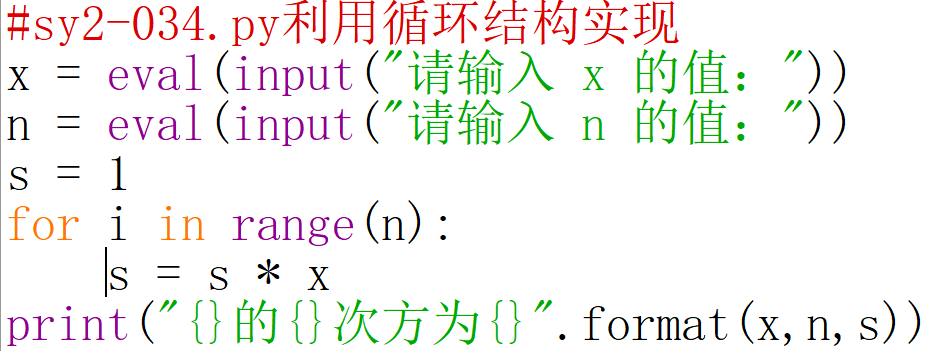 #sy2-034.py利用循环结构实现
x = eval(input("请输入 x 的值："))
n = eval(input("请输入 n 的值："))
s = 1
for i in range(n):
    s = s * x
print("{}的{}次方为{}".format(x,n,s))